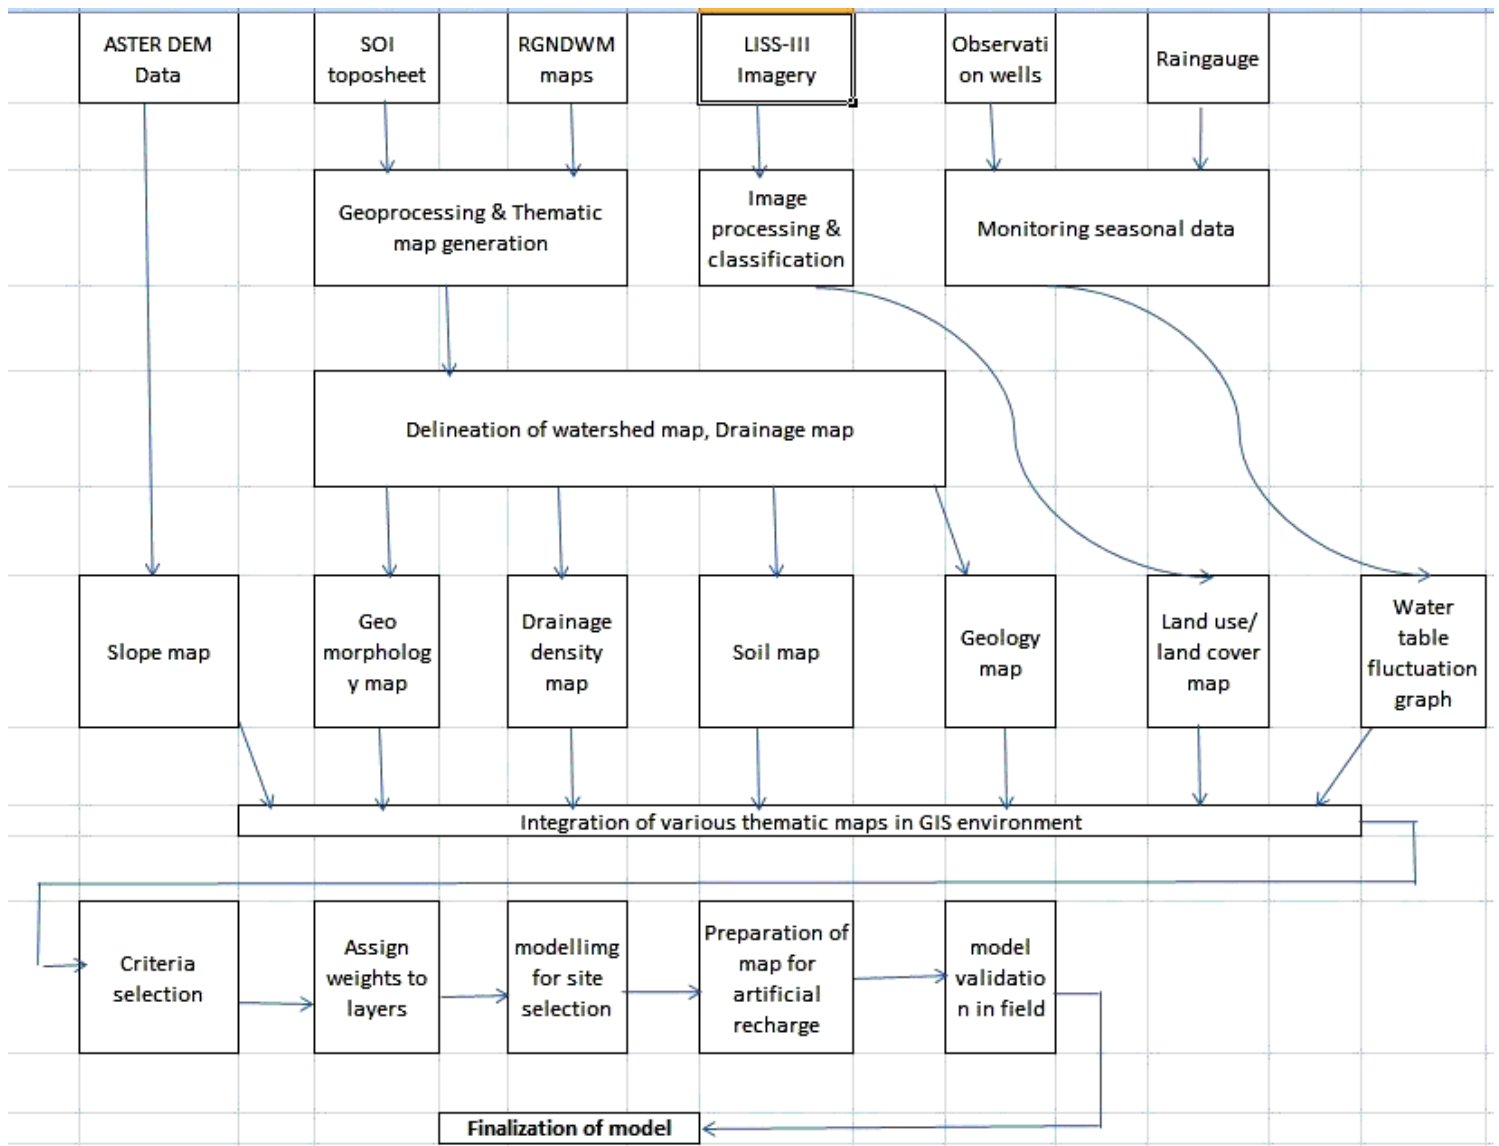 ASTER DEM
Data
SOI
toposheet
RGNDWM
maps
LISS-III
Imagery
Observati
on wells
Raingauge
Geoprocessing & Thematic
map generation
Image
processing &
classification
Monitoring seasonal data
Delineation of watershed map, Drainage map
Slope map
Geo
morpholog
y map
Drainage
density
map
Soil map
Geology
map
Land use/
land cover
map
Water
table
fluctuation
graph
Integration of various thematic maps in GIS environment
Criteria
selection
Assign
weights to
layers
modellimg
for site
selection
Preparation of
map for
artificial
recharge
model
validatio
n in field
Finalization of model